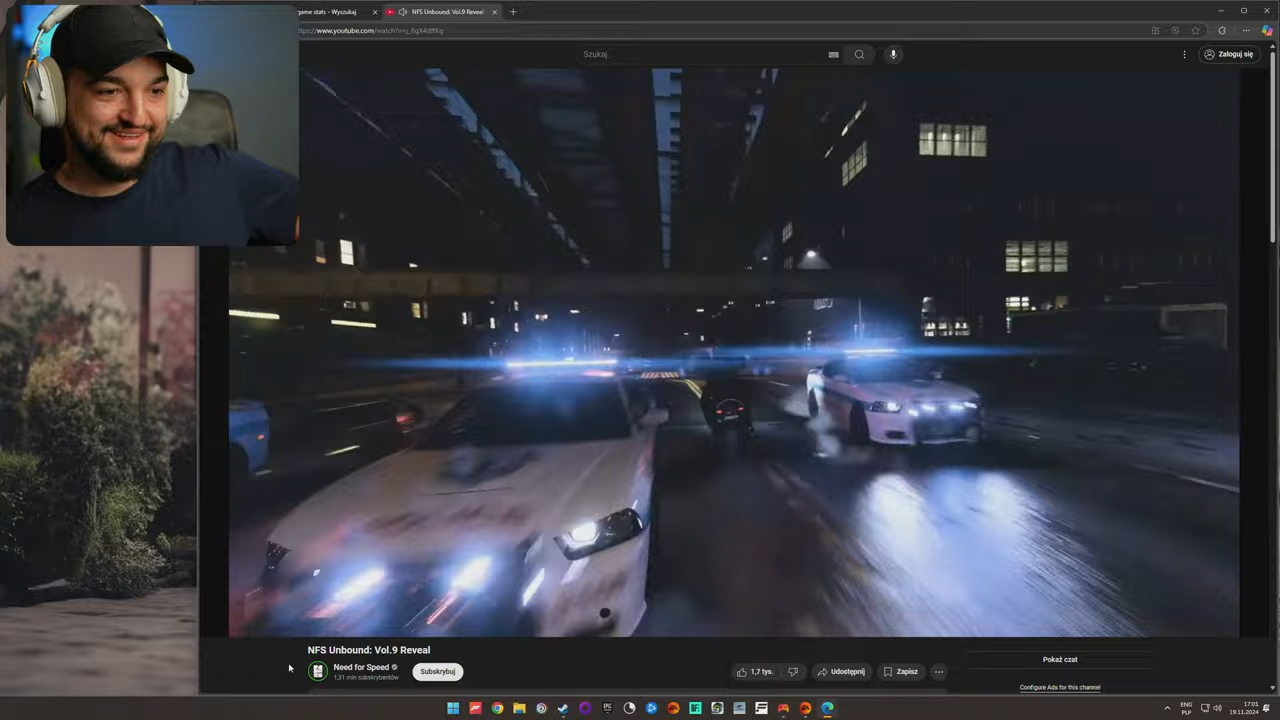 game stats - Wyszukaj
NFS Unbound: Vol.9 Reveal
https://www.youtube.com/watch?v=j_BgX4dftKg
Szukaj
Zaloguj się
NFS Unbound: Vol.9 Reveal
Need for Speed
1,31 mln subskrybentów
Subskrybuj
1,7 tys.
Udostępnij
Zapisz
Pokaż czat
Configure Ads for this channel
ENG
PLP
17:01
19.11.2024